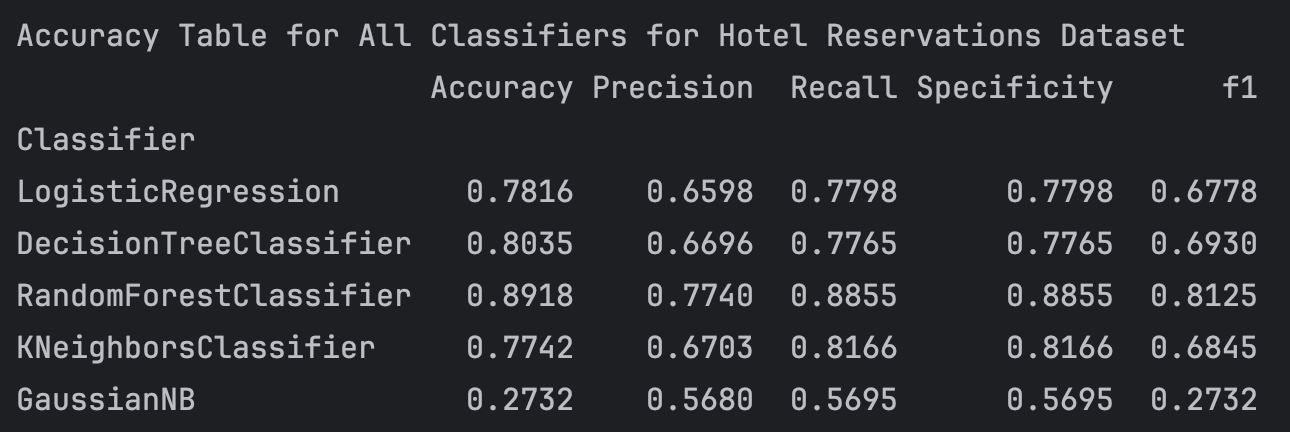 Accuracy Table for All Classifiers for Hotel Reservations Dataset
Accuracy Precision Recall Specificity f1
Classifier
LogisticRegression 0.7816 0.6598 0.7798 0.7798 0.6778
DecisionTreeClassifier 0.8035 0.6696 0.7765 0.7765 0.6930
RandomForestClassifier 0.8918 0.7740 0.8855 0.8855 0.8125
KNeighborsClassifier 0.7742 0.6703 0.8166 0.8166 0.6845
GaussianNB 0.2732 0.5680 0.5695 0.5695 0.2732